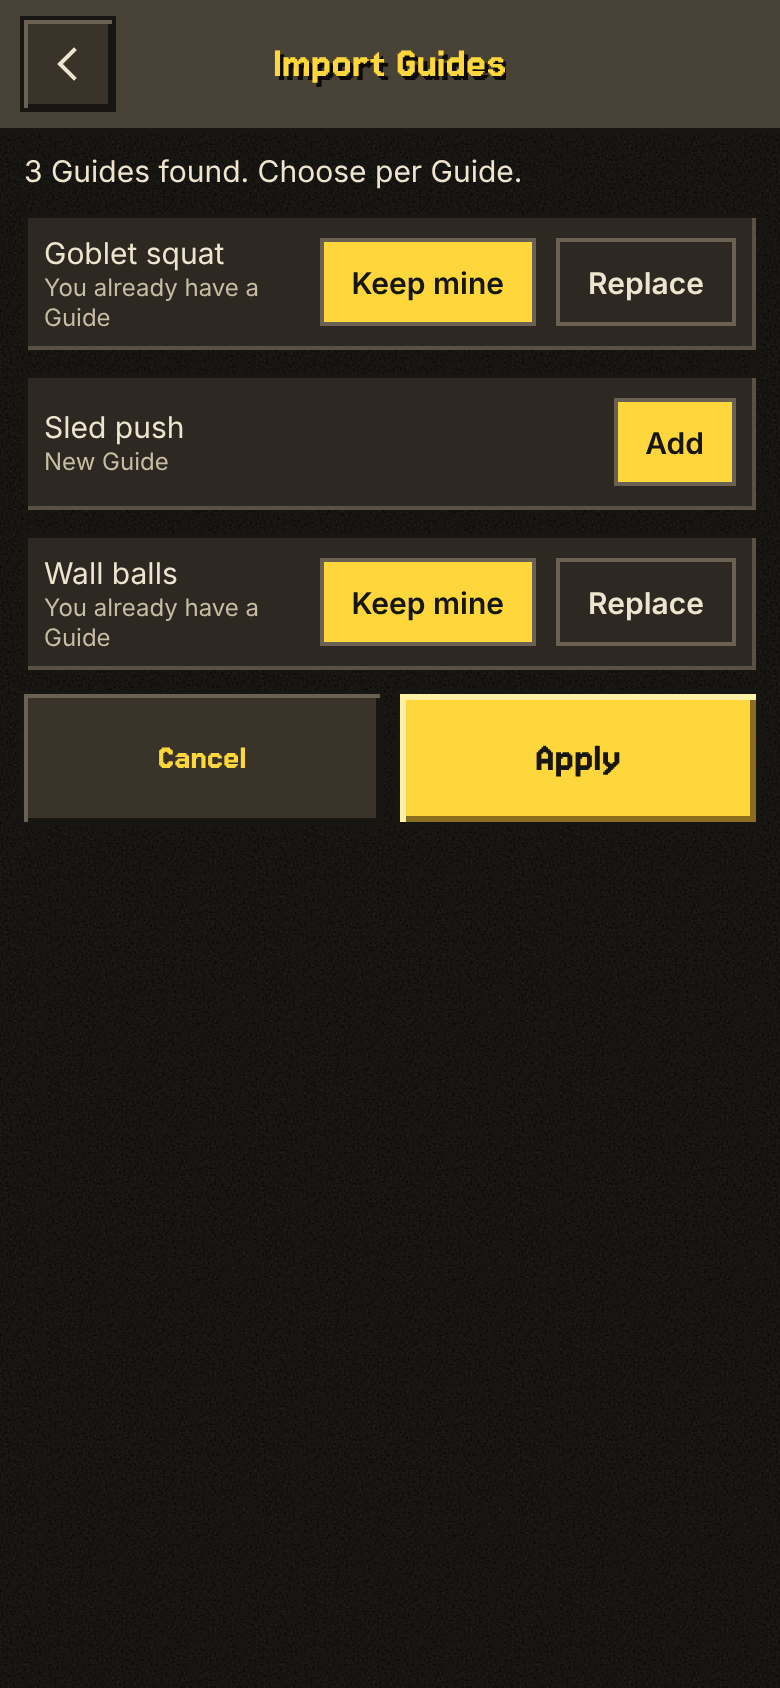 Import Guides
3 Guides found. Choose per Guide.
Goblet squat
You already have a
Guide
Keep mine
Replace
Sled push
New Guide
Add
Wall balls
You already have a
Guide
Keep mine
Replace
Cancel
Apply